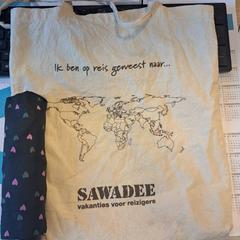 Ik ben op reis geweest naar...
SAWADEE
vakanties voor reizigers